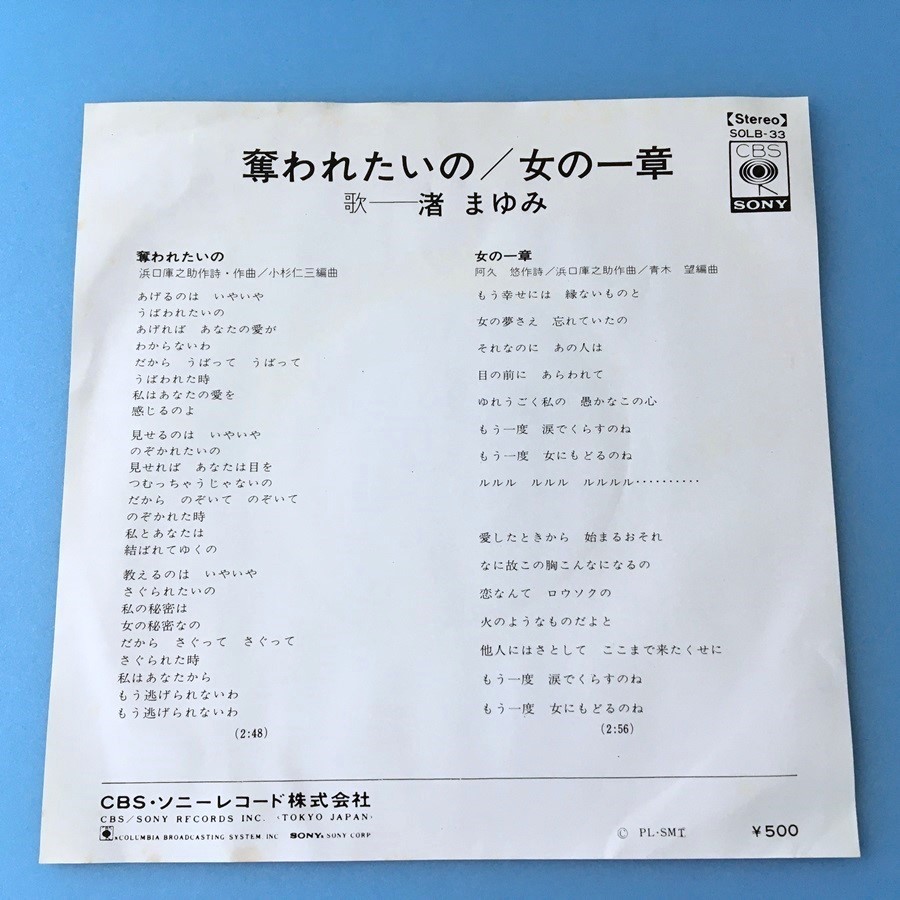 【Stereo】
SOLB-33
CBS
SONY
奪われたいの／女の一章
歌──渚 まゆみ
奪われたいの
浜口庫之助作詩・作曲／小杉仁三編曲
あげるのは いやいや
うばわれたいの
あげれば あなたの愛が
わからないわ
だから うばって うばって
うばわれた時
私はあなたの愛を
感じるのよ
見せるのは いやいや
のぞかれたいの
見せれば あなたは目を
つむっちゃうじゃないの
だから のぞいて のぞいて
のぞかれた時
私とあなたは
結ばれてゆくの
教えるのは いやいや
さぐられたいの
私の秘密は
女の秘密なの
だから さぐって さぐって
さぐられた時
私はあなたから
もう逃げられないわ
もう逃げられないわ
(2:48)
女の一章
阿久 悠作詩／浜口庫之助作曲／青木 望編曲
もう幸せには 縁ないものと
女の夢さえ 忘れていたの
それなのに あの人は
目の前に あらわれて
ゆれうごく私の 愚かなこの心
もう一度 涙でくらすのね
もう一度 女にもどるのね
ルルル ルルル ルルルル‥‥‥‥‥
愛したときから 始まるおそれ
なに故この胸こんなになるの
恋なんて ロウソクの
火のようなものだよと
他人にはさとして ここまで来たくせに
もう一度 涙でくらすのね
もう一度 女にもどるのね
(2:56)
CBS・ソニーレコード株式会社
CBS／SONY RECORDS INC. (TOKYO JAPAN)
COLUMBIA BROADCASTING SYSTEM, INC SONY® SONY CORP
Ⓒ PL・SMT ￥500